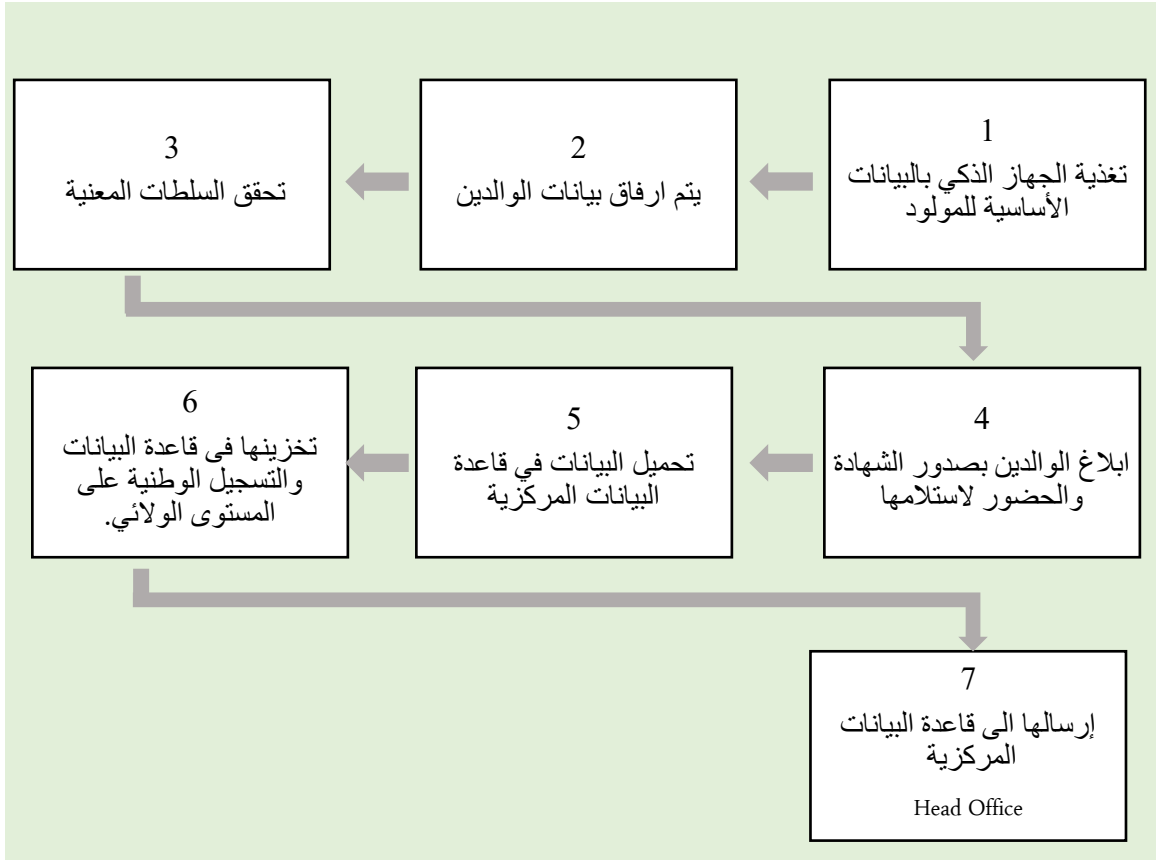 1
تغذية الجهاز الذكي بالبيانات
الأساسية للمولود
2
يتم ارفاق بيانات الوالدين
3
تحقق السلطات المعنية
4
ابلاغ الوالدين بصدور الشهادة
والحضور لاستلامها
5
تحميل البيانات في قاعدة
البيانات المركزية
6
تخزينها فى قاعدة البيانات
والتسجيل الوطنية على
المستوى الولائي.
7
إرسالها الى قاعدة البيانات
المركزية
Head Office